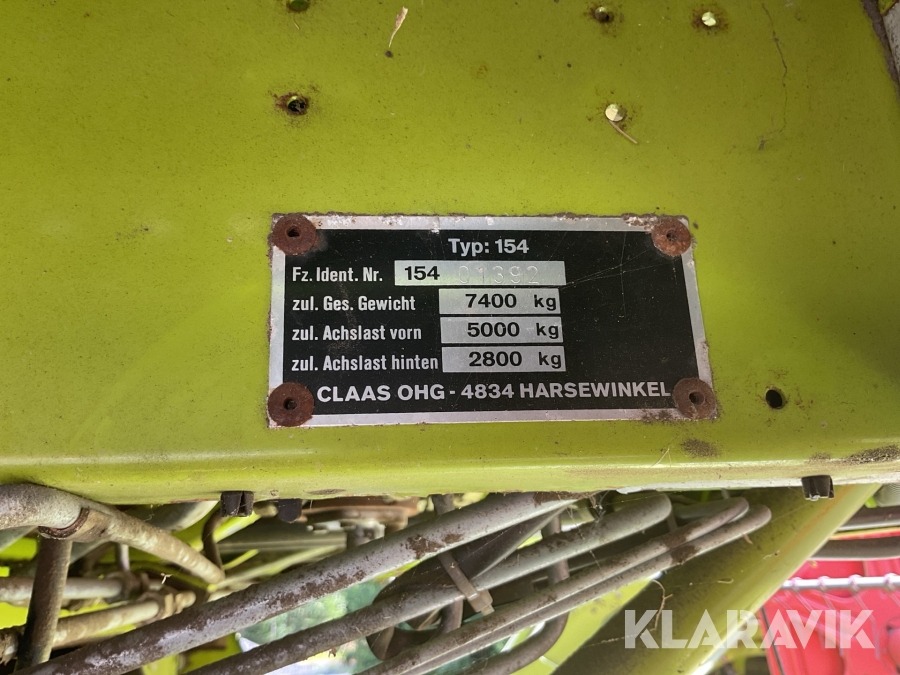 Typ: 154
Fz. Ident. Nr. 154 01392
zul. Ges. Gewicht 7400 kg
zul. Achslast vorn 5000 kg
zul. Achslast hinten 2800 kg
CLAAS OHG - 4834 HARSEWINKEL
KLARAVIK